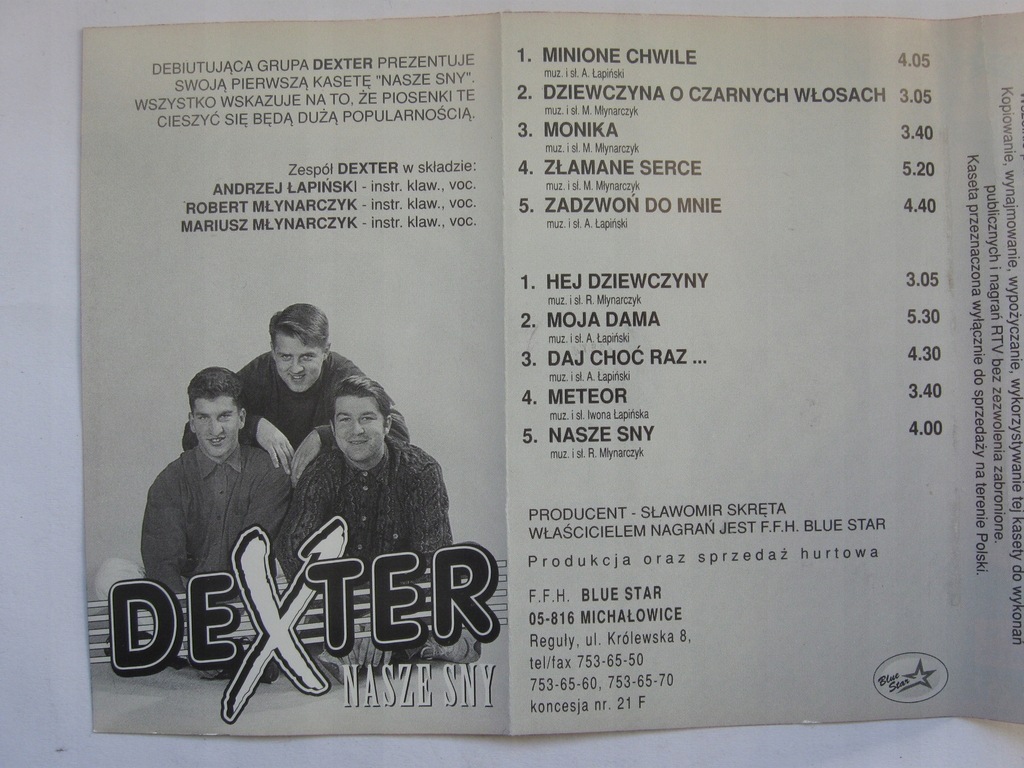 DEBIUTUJĄCA GRUPA DEXTER PREZENTUJE
SWOJĄ PIERWSZĄ KASETĘ "NASZE SNY".
WSZYSTKO WSKAZUJE NA TO, ŻE PIOSENKI TE
CIESZYĆ SIĘ BĘDĄ DUŻĄ POPULARNOŚCIĄ.
Zespół DEXTER w składzie:
ANDRZEJ ŁAPIŃSKI - instr. klaw., voc.
ROBERT MŁYNARCZYK - instr. klaw., voc.
MARIUSZ MŁYNARCZYK - instr. klaw., voc.
DEXTER
NASZE SNY
1. MINIONE CHWILE 4.05
muz. i sł. A. Łapiński
2. DZIEWCZYNA O CZARNYCH WŁOSACH 3.05
muz. i sł. M. Młynarczyk
3. MONIKA 3.40
muz. i sł. M. Młynarczyk
4. ZŁAMANE SERCE 5.20
muz. i sł. M. Młynarczyk
5. ZADZWOŃ DO MNIE 4.40
muz. i sł. A. Łapiński
1. HEJ DZIEWCZYNY 3.05
muz. i sł. R. Młynarczyk
2. MOJA DAMA 5.30
muz. i sł. A. Łapiński
3. DAJ CHOĆ RAZ ... 4.30
muz. i sł. A. Łapiński
4. METEOR 3.40
muz. i sł. Iwona Łapińska
5. NASZE SNY 4.00
muz. i sł. R. Młynarczyk
PRODUCENT - SŁAWOMIR SKRĘTA
WŁAŚCICIELEM NAGRAŃ JEST F.F.H. BLUE STAR
Produkcja oraz sprzedaż hurtowa
F.F.H. BLUE STAR
05-816 MICHAŁOWICE
Reguły, ul. Królewska 8,
tel/fax 753-65-50
753-65-60, 753-65-70
koncesja nr. 21 F
Blue
Star
Kopiowanie, wynajmowanie, wypożyczanie, wykorzystywanie tej kasety do wykonań
publicznych i nagrań RTV bez zezwolenia zabronione.
Kaseta przeznaczona wyłącznie do sprzedaży na terenie Polski.